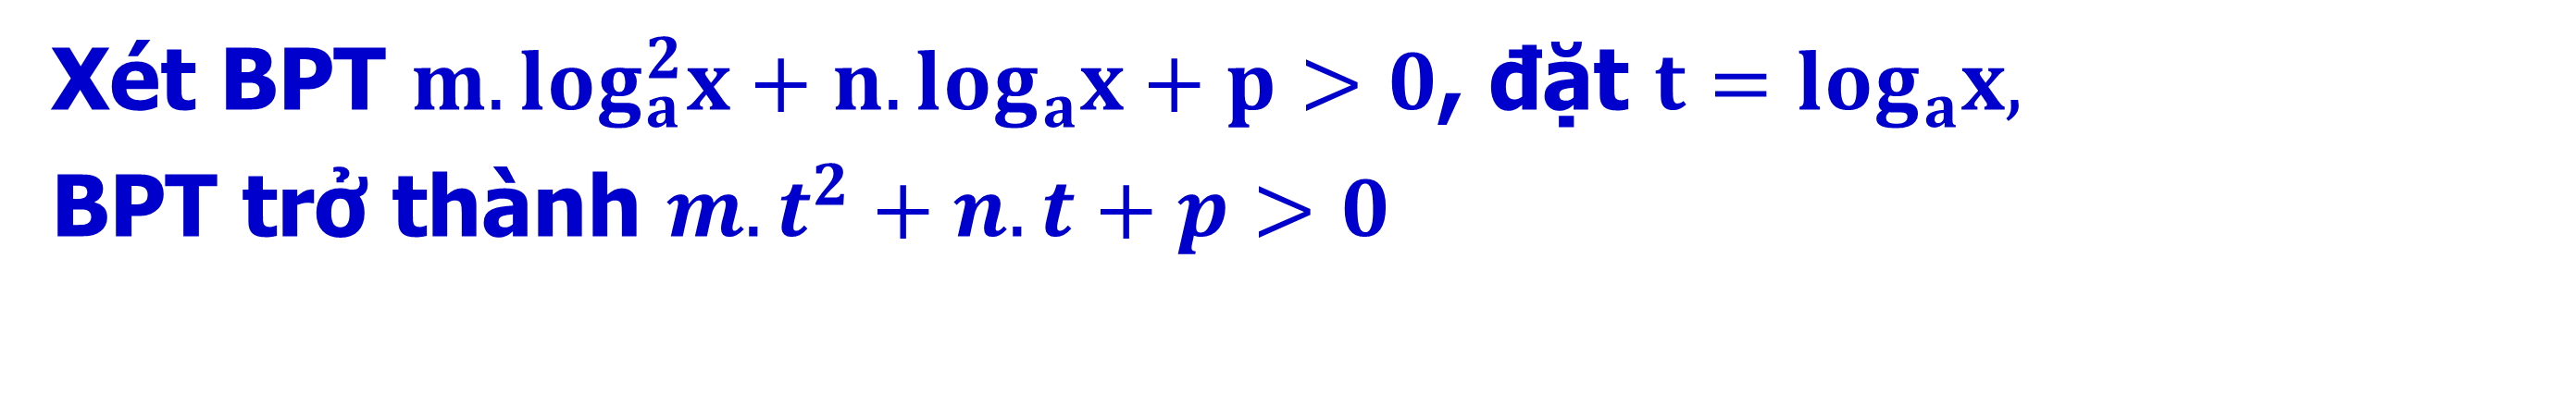 Xét BPT m. log²ₐx + n. logₐx + p > 0, đặt t = logₐx,
BPT trở thành m. t² + n. t + p > 0